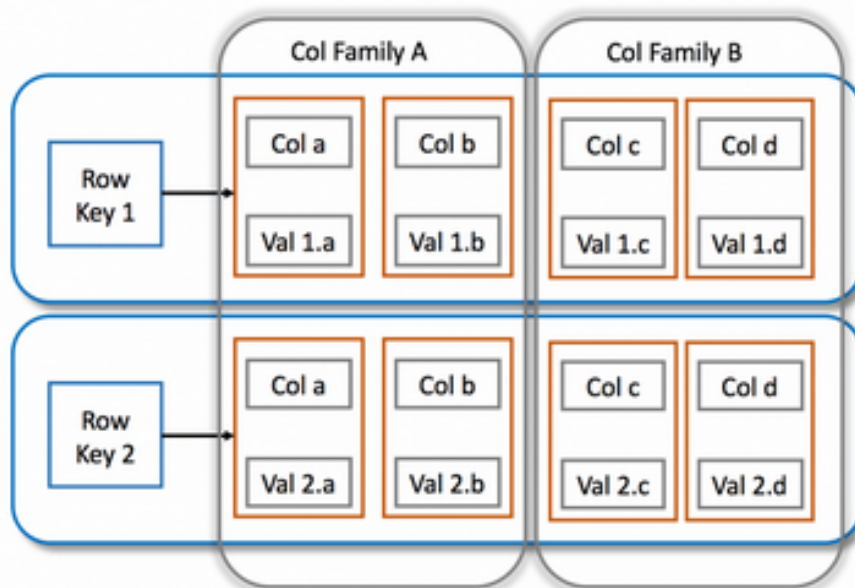 Col Family A
Col Family B
Row
Key 1
Col a
Col b
Col c
Col d
Val 1.a
Val 1.b
Val 1.c
Val 1.d
Row
Key 2
Col a
Col b
Col c
Col d
Val 2.a
Val 2.b
Val 2.c
Val 2.d